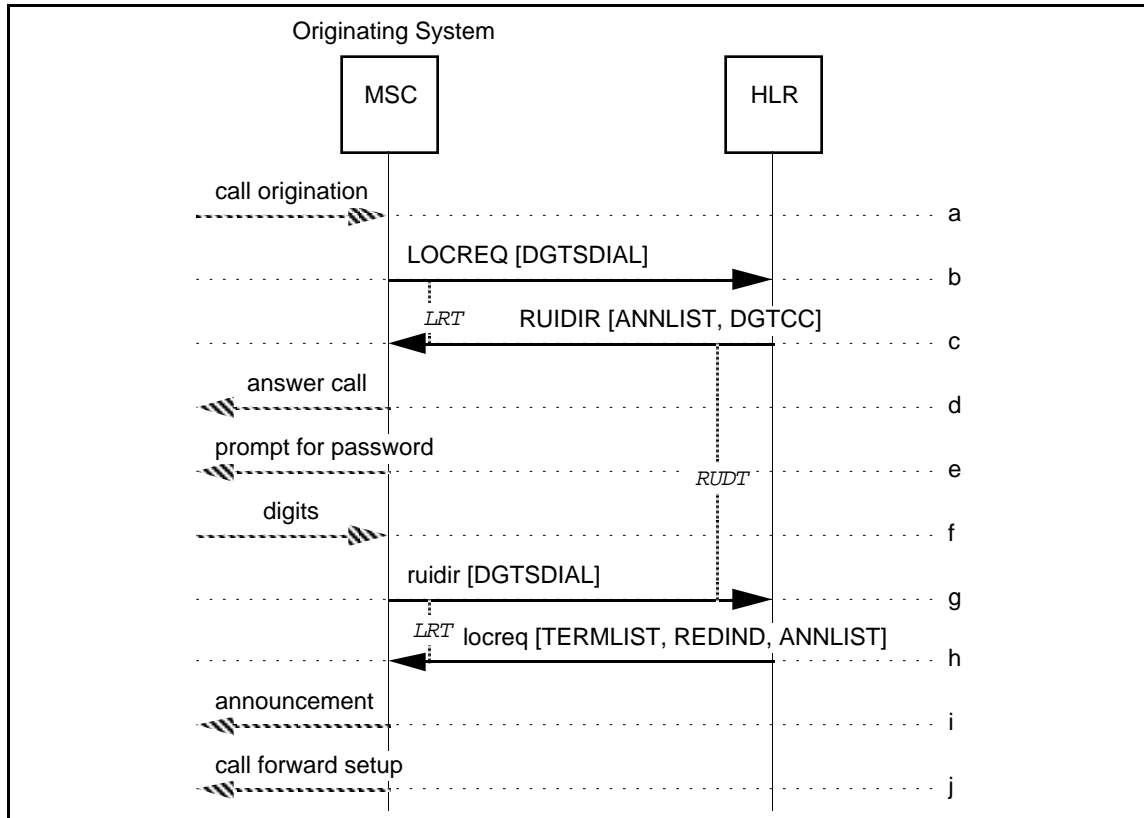 Originating System
MSC
HLR
call origination
a
LOCREQ [DGTSDIAL]
b
LRT
RUIDIR [ANNLIST, DGTCC]
c
answer call
d
prompt for password
RUDT
e
digits
f
ruidir [DGTSDIAL]
g
LRT
locreq [TERMLIST, REDIND, ANNLIST]
h
announcement
i
call forward setup
j